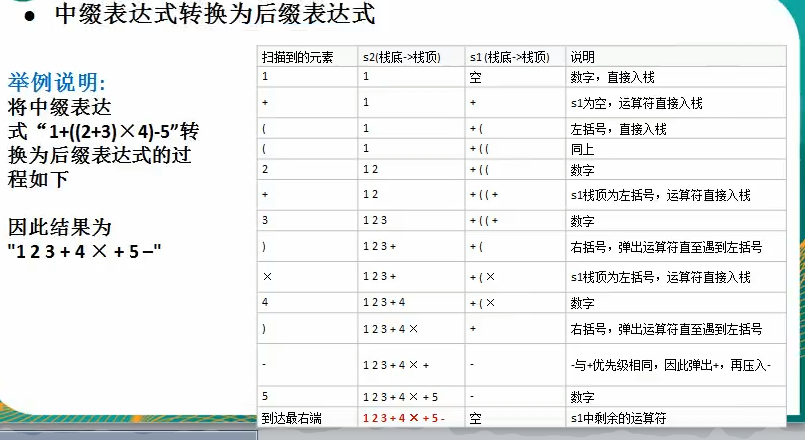 ● 中缀表达式转换为后缀表达式
举例说明:
将中缀表达
式“1+((2+3)×4)-5”转
换为后缀表达式的过
程如下
因此结果为
"1 2 3 + 4 × + 5 –"
扫描到的元素 s2(栈底->栈顶) s1 (栈底->栈顶) 说明
1 1 空 数字，直接入栈
+ 1 + s1为空，运算符直接入栈
( 1 + ( 左括号，直接入栈
( 1 + ( ( 同上
2 1 2 + ( ( 数字
+ 1 2 + ( ( + s1栈顶为左括号，运算符直接入栈
3 1 2 3 + ( ( + 数字
) 1 2 3 + + ( 右括号，弹出运算符直至遇到左括号
× 1 2 3 + + ( × s1栈顶为左括号，运算符直接入栈
4 1 2 3 + 4 + ( × 数字
) 1 2 3 + 4 × + 右括号，弹出运算符直至遇到左括号
- 1 2 3 + 4 × + - -与+优先级相同，因此弹出+，再压入-
5 1 2 3 + 4 × + 5 - 数字
到达最右端 1 2 3 + 4 × + 5 - 空 s1中剩余的运算符